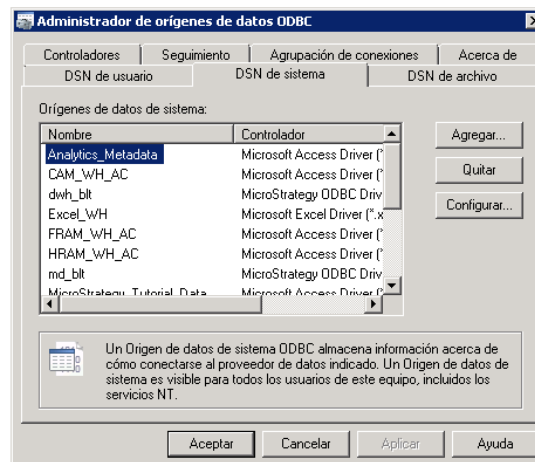 Administrador de orígenes de datos ODBC
Controladores Seguimiento Agrupación de conexiones Acerca de
DSN de usuario DSN de sistema DSN de archivo
Orígenes de datos de sistema:
Nombre Controlador
Analytics_Metadata Microsoft Access Driver (*
CAM_WH_AC Microsoft Access Driver (*
dwh_blt MicroStrategy ODBC Driv
Excel_WH Microsoft Excel Driver (*.x
FRAM_WH_AC Microsoft Access Driver (*
HRAM_WH_AC Microsoft Access Driver (*
md_blt MicroStrategy ODBC Driv
MicroStrategy_Tutorial_Data Microsoft Access Driver (*
Agregar...
Quitar
Configurar...
Un Origen de datos de sistema ODBC almacena información acerca de
cómo conectarse al proveedor de datos indicado. Un Origen de datos de
sistema es visible para todos los usuarios de este equipo, incluidos los
servicios NT.
Aceptar Cancelar Aplicar Ayuda